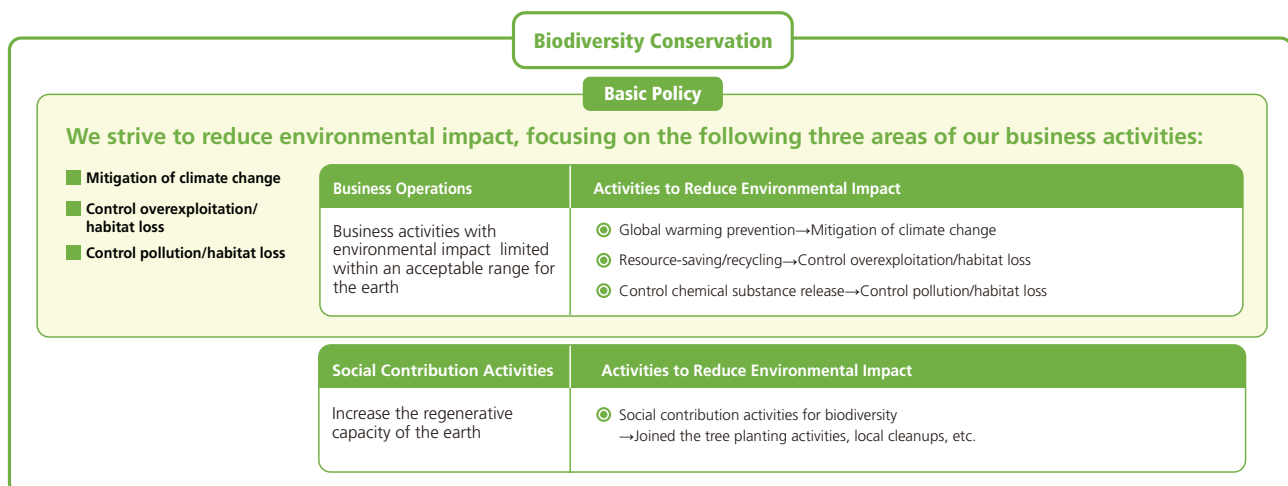 Biodiversity Conservation
Basic Policy
We strive to reduce environmental impact, focusing on the following three areas of our business activities:
Mitigation of climate change
Control overexploitation/
habitat loss
Control pollution/habitat loss
Business Operations
Activities to Reduce Environmental Impact
Business activities with
environmental impact limited
within an acceptable range for
the earth
Global warming prevention→Mitigation of climate change
Resource-saving/recycling→Control overexploitation/habitat loss
Control chemical substance release→Control pollution/habitat loss
Social Contribution Activities
Activities to Reduce Environmental Impact
Increase the regenerative
capacity of the earth
Social contribution activities for biodiversity
→Joined the tree planting activities, local cleanups, etc.